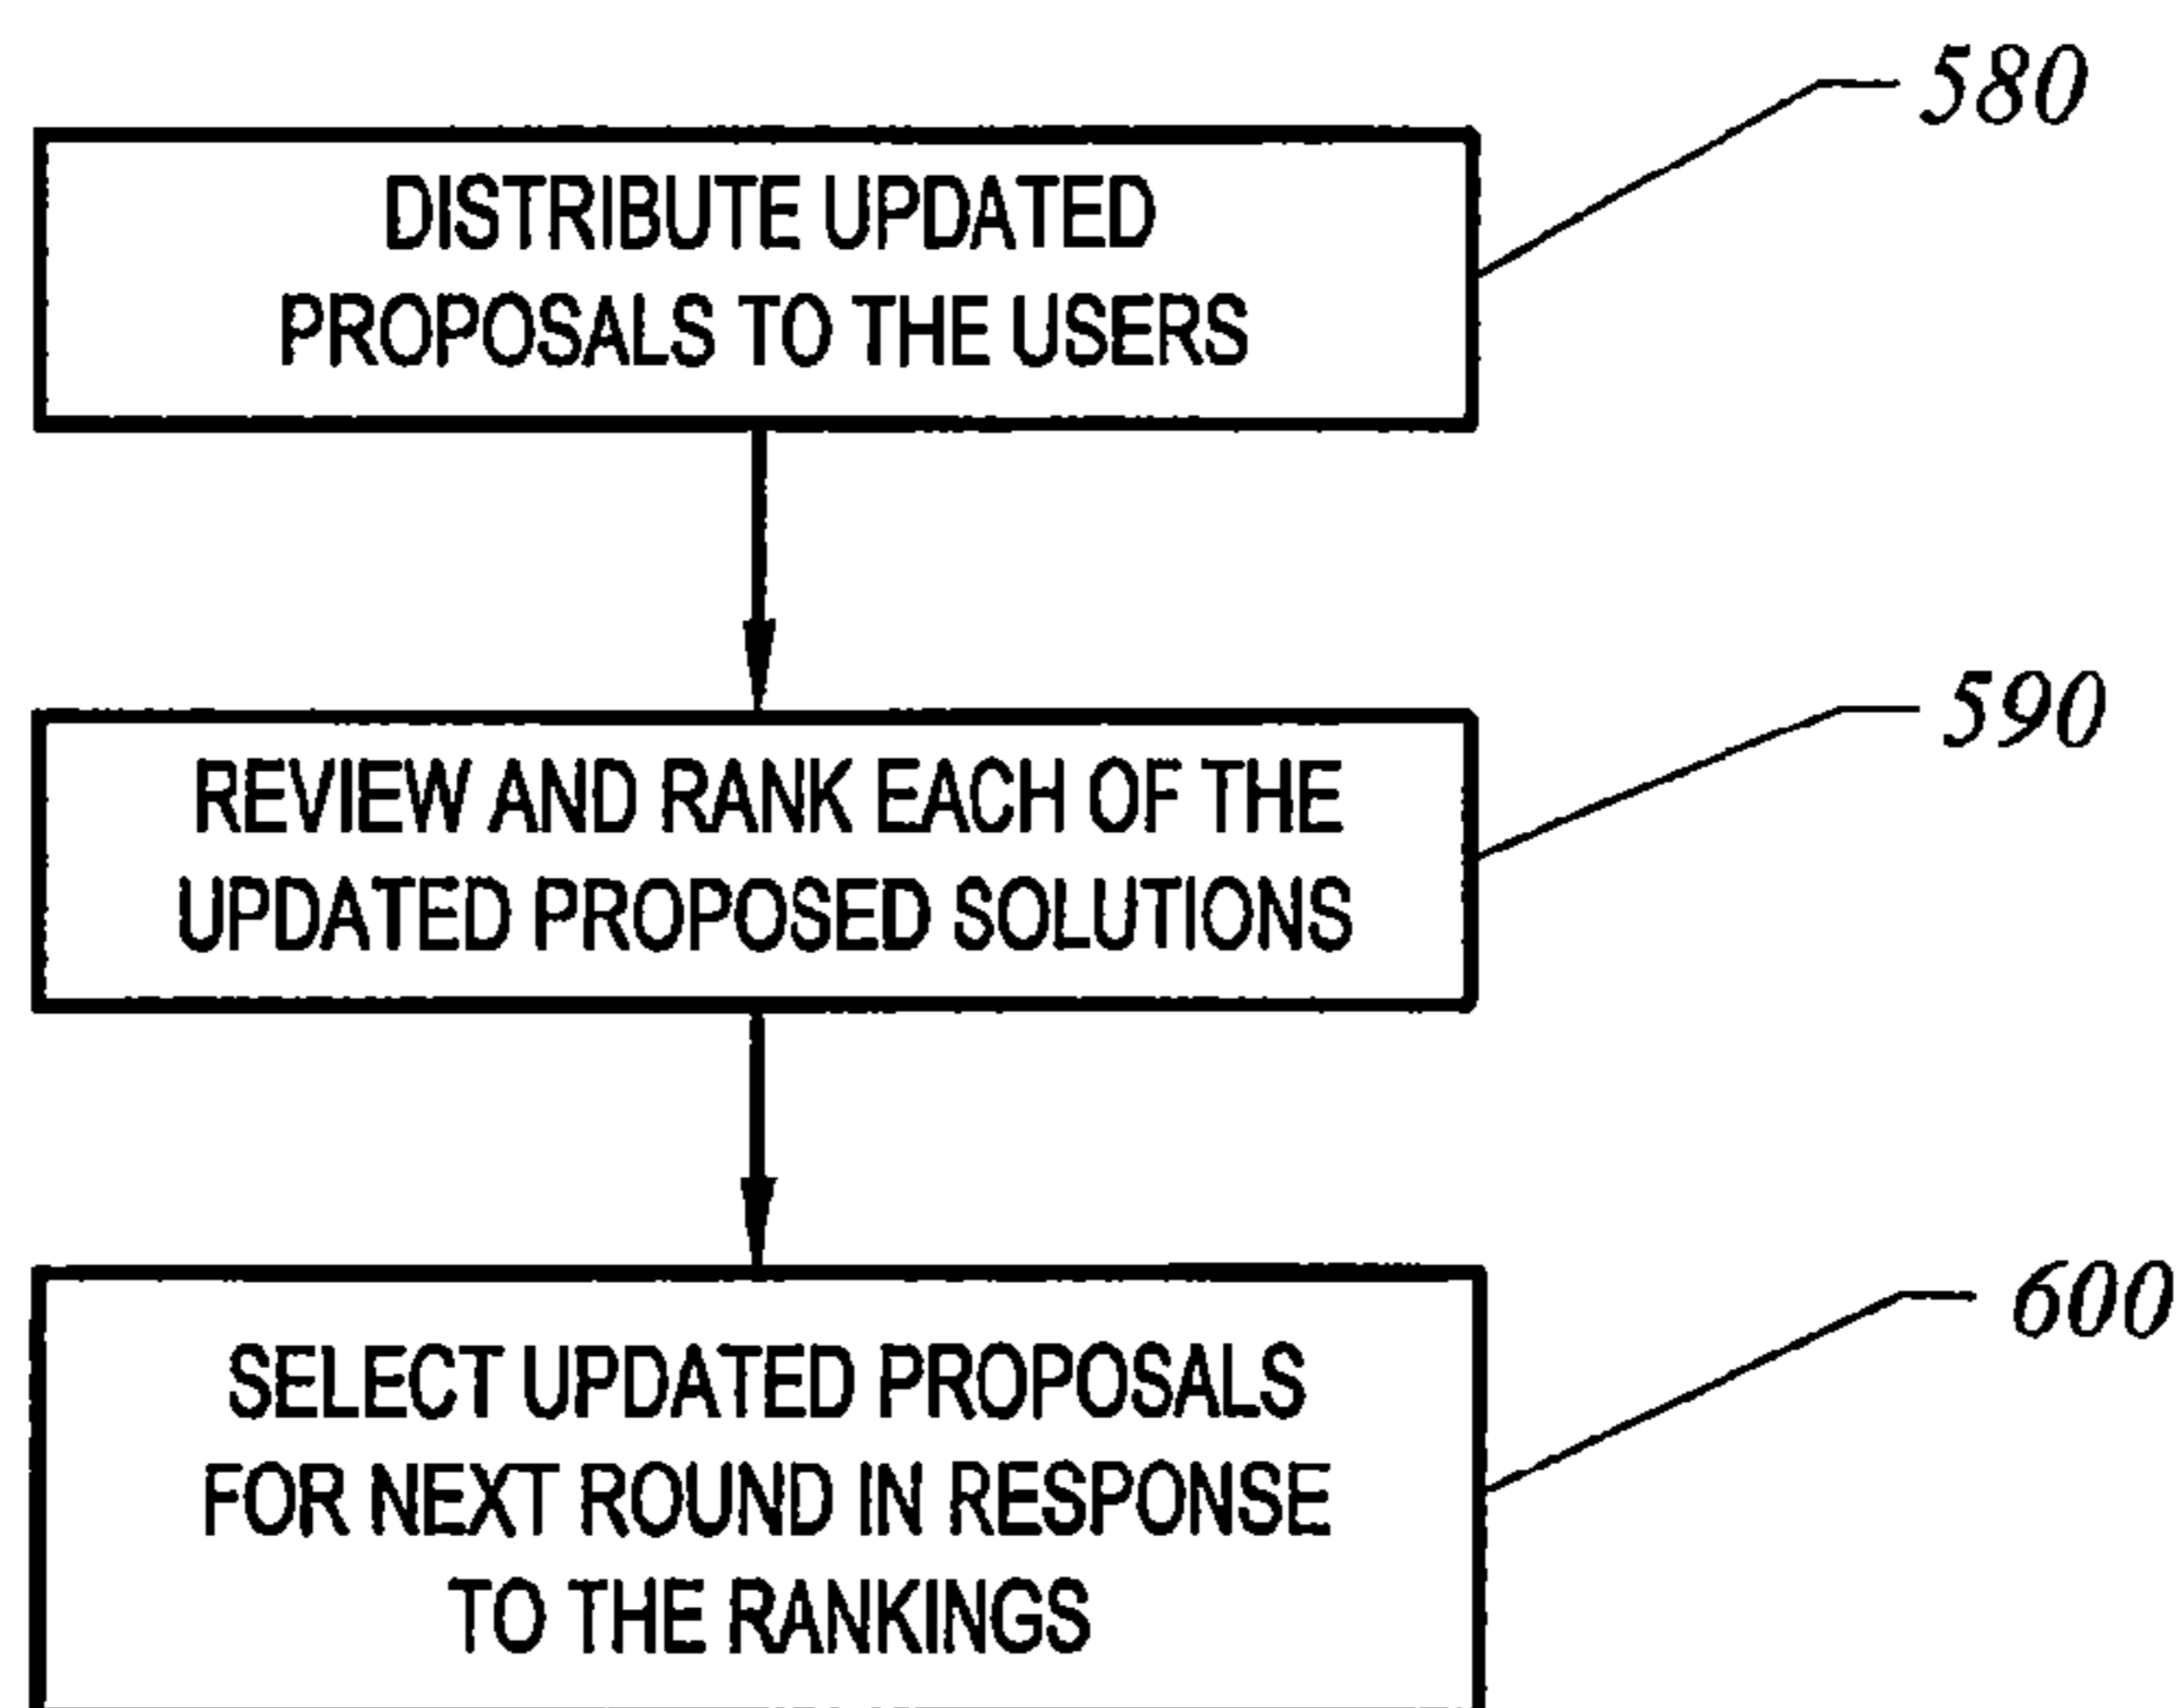 580
DISTRIBUTE UPDATED
PROPOSALS TO THE USERS
590
REVIEW AND RANK EACH OF THE
UPDATED PROPOSED SOLUTIONS
600
SELECT UPDATED PROPOSALS
FOR NEXT ROUND IN RESPONSE
TO THE RANKINGS